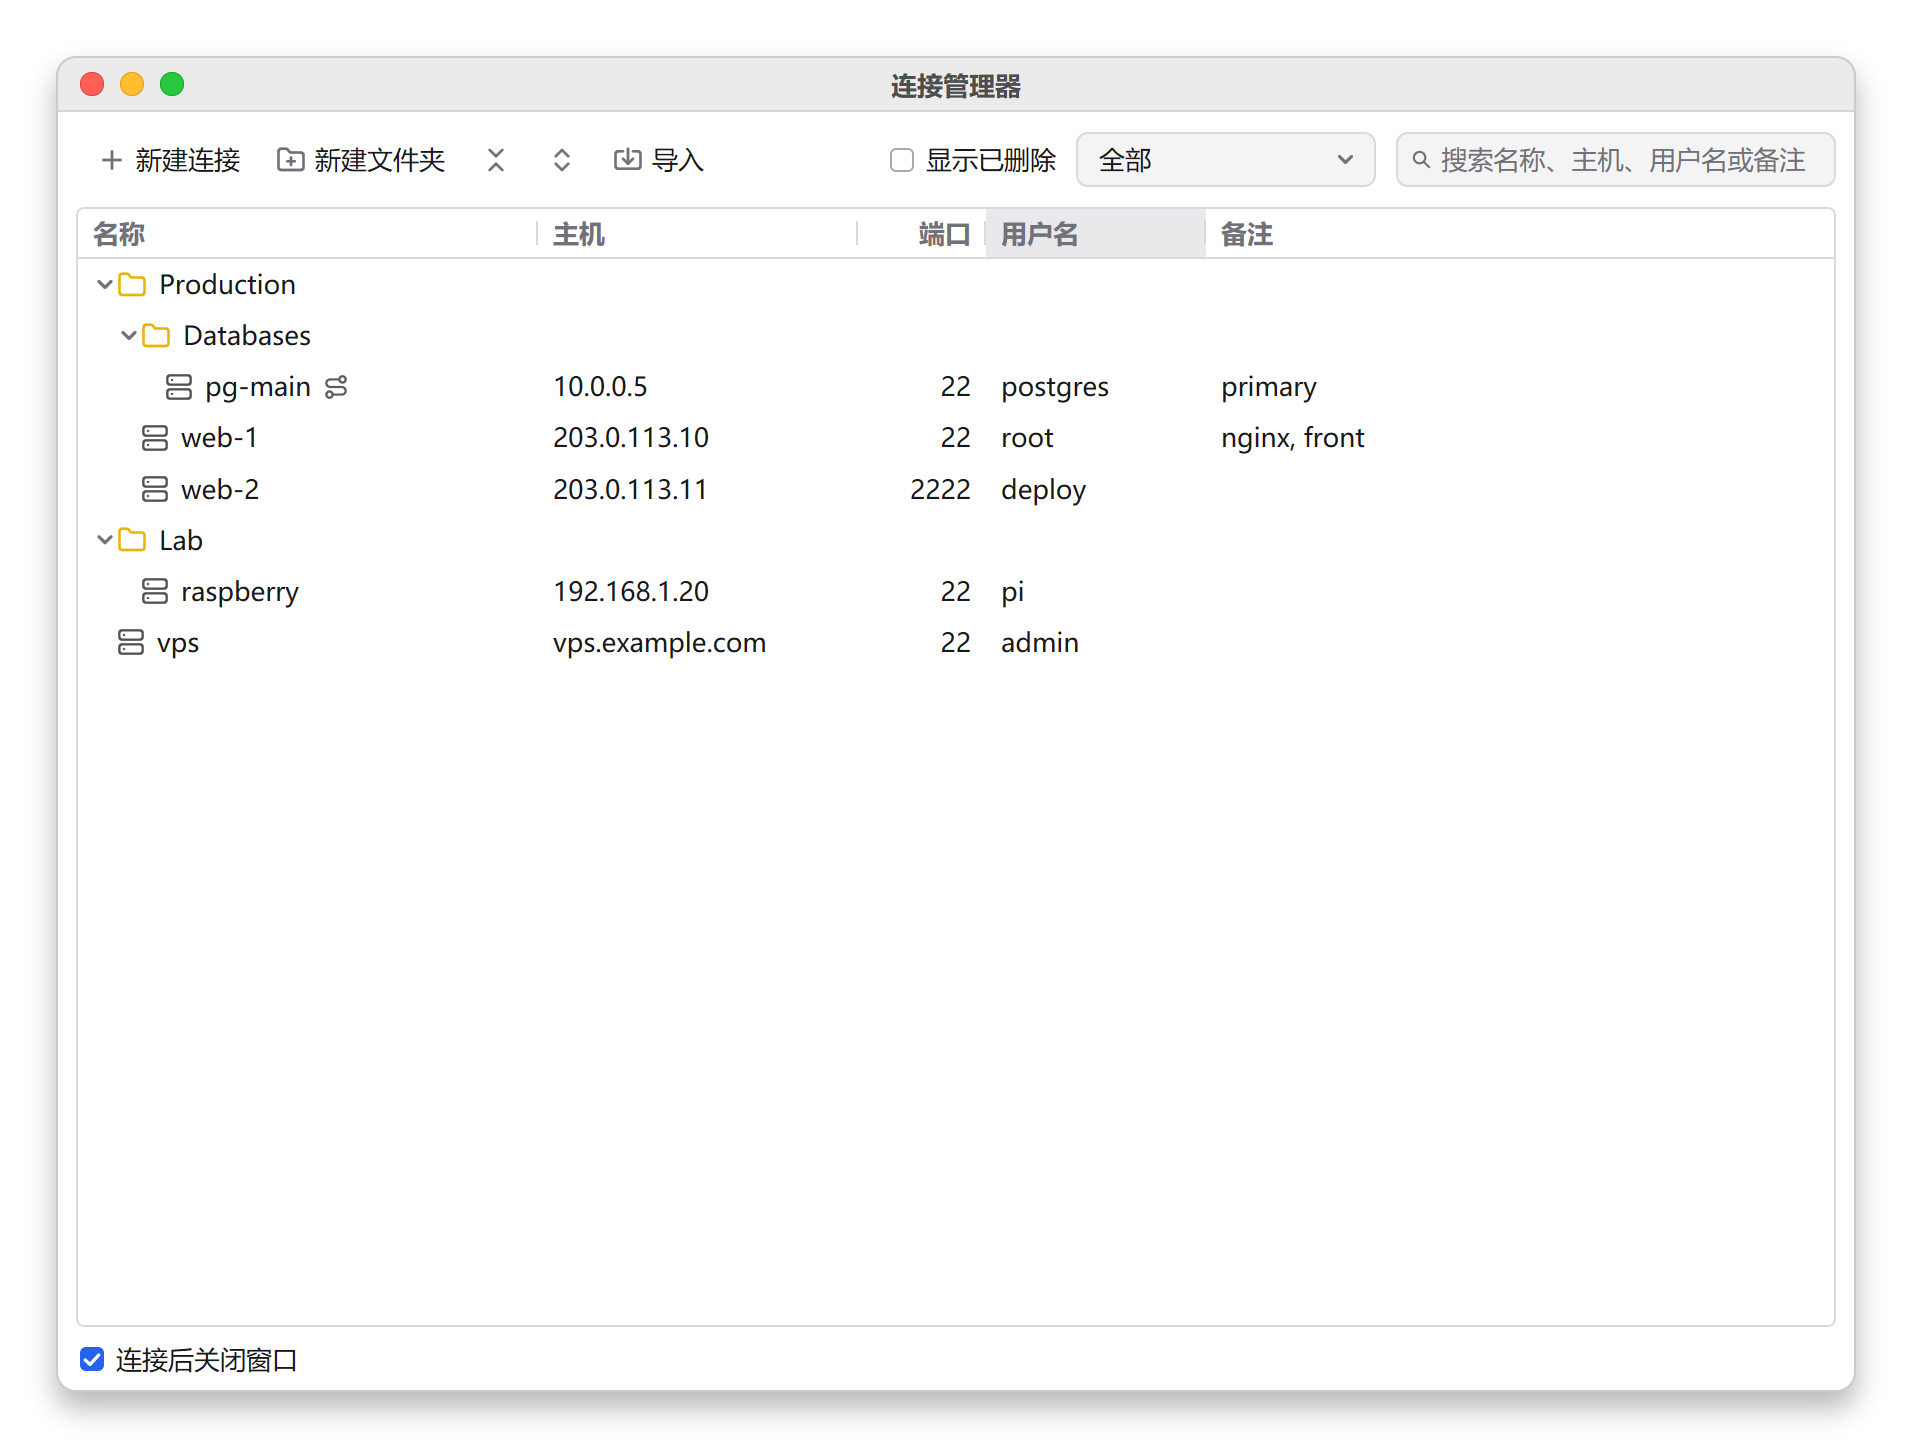 连接管理器
新建连接 新建文件夹 导入 显示已删除 全部 搜索名称、主机、用户名或备注
名称 主机 端口 用户名 备注
Production
Databases
pg-main 10.0.0.5 22 postgres primary
web-1 203.0.113.10 22 root nginx, front
web-2 203.0.113.11 2222 deploy
Lab
raspberry 192.168.1.20 22 pi
vps vps.example.com 22 admin
连接后关闭窗口